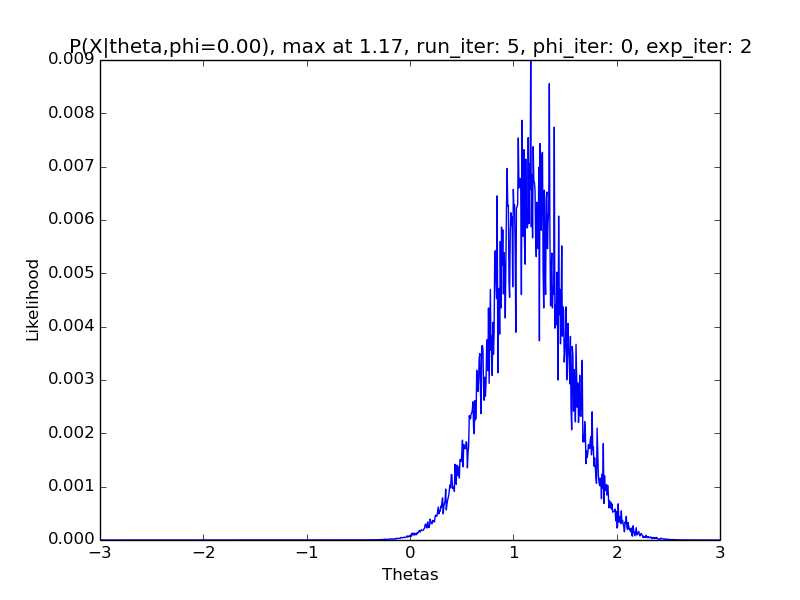 P(X|theta,phi=0.00), max at 1.17, run_iter: 5, phi_iter: 0, exp_iter: 2
0.009
0.008
0.007
0.006
0.005
0.004
0.003
0.002
0.001
0.000
Likelihood
−3 −2 −1 0 1 2 3
Thetas